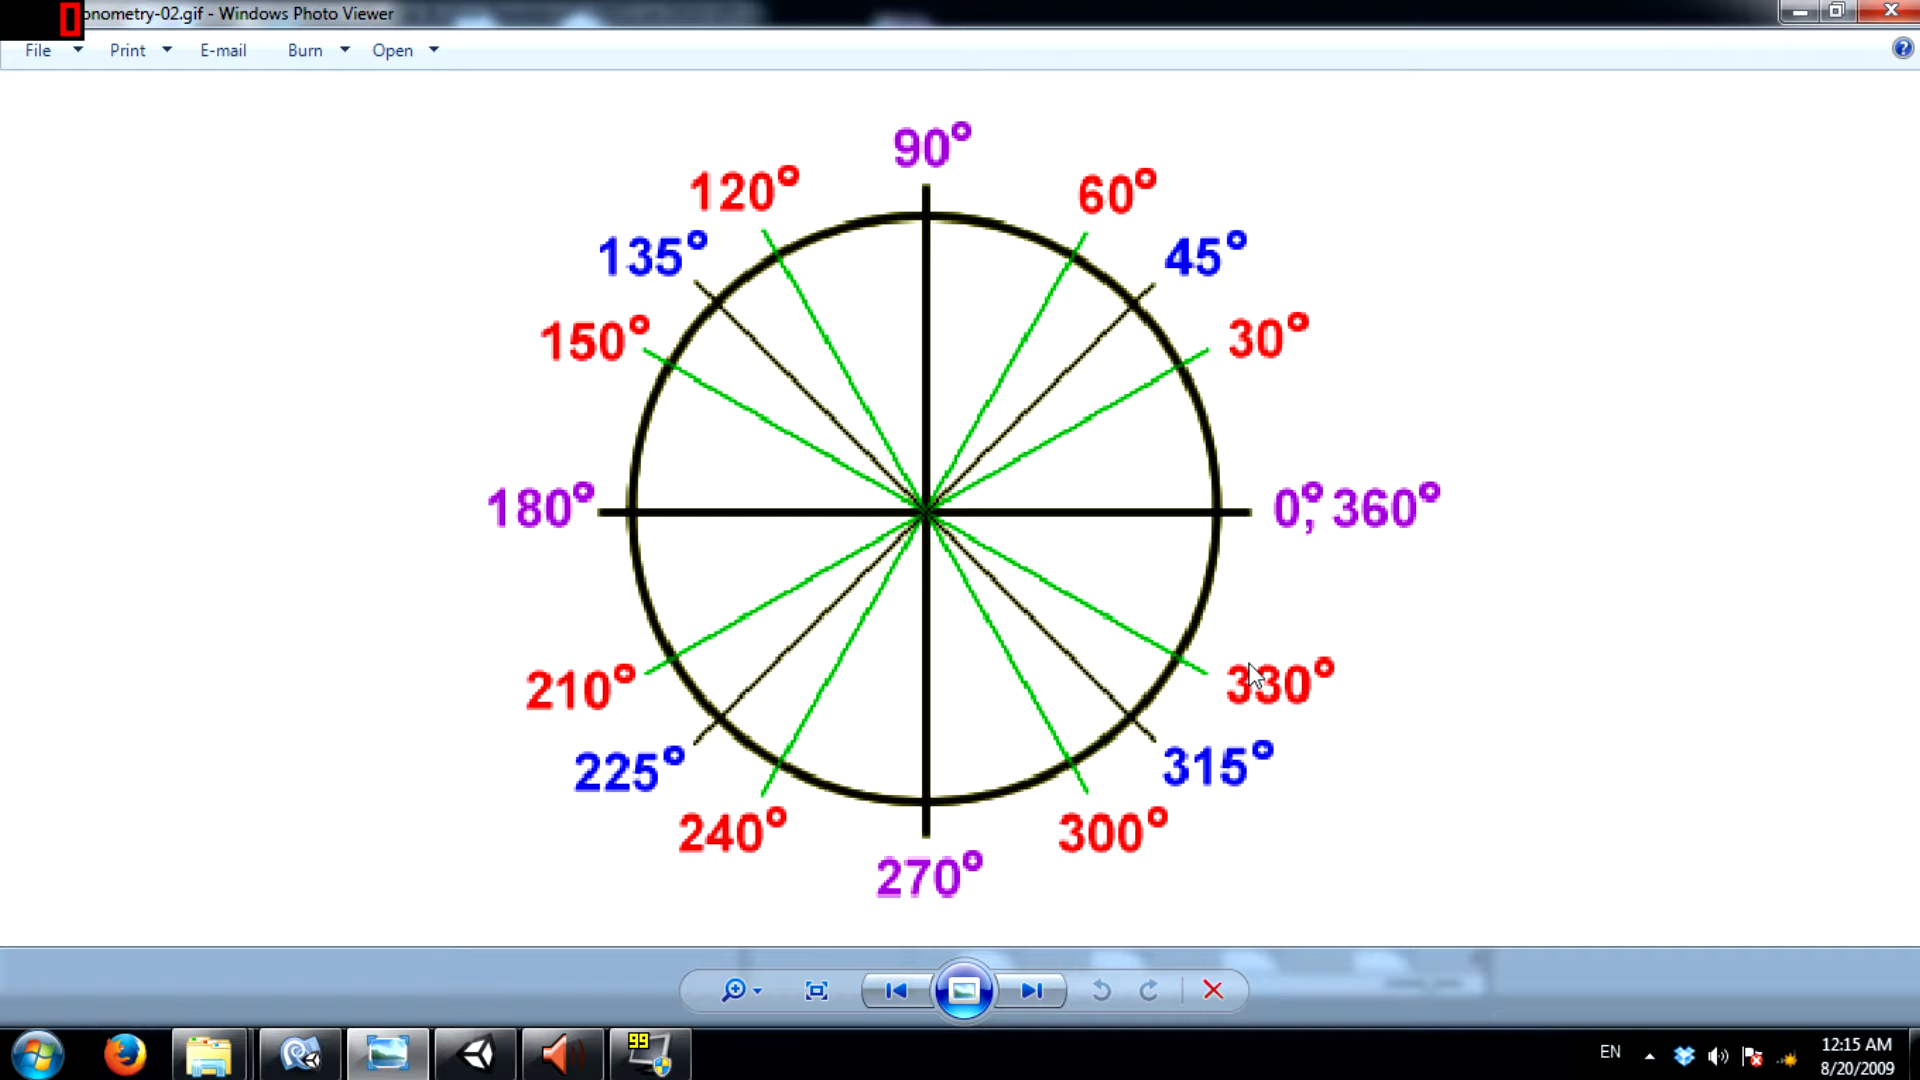 onometry-02.gif - Windows Photo Viewer
File Print E-mail Burn Open
90°
120° 60°
135° 45°
150° 30°
180° 0°, 360°
210° 330°
225° 315°
240° 300°
270°
99
EN 12:15 AM
8/20/2009